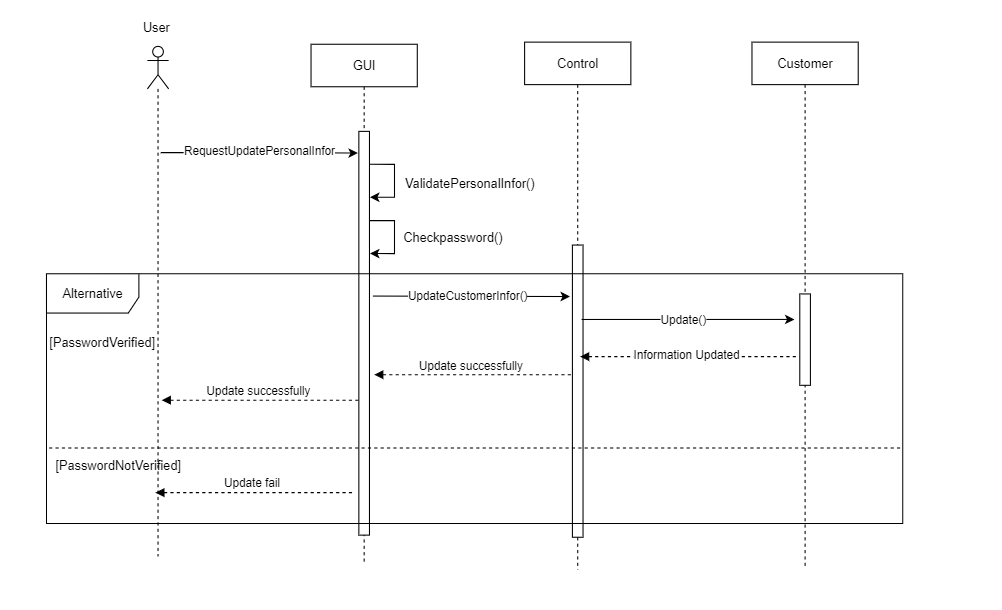 User
GUI
Control
Customer
RequestUpdatePersonalInfor
ValidatePersonalInfor()
Checkpassword()
Alternative
UpdateCustomerInfor()
Update()
[PasswordVerified]
Information Updated
Update successfully
Update successfully
[PasswordNotVerified]
Update fail